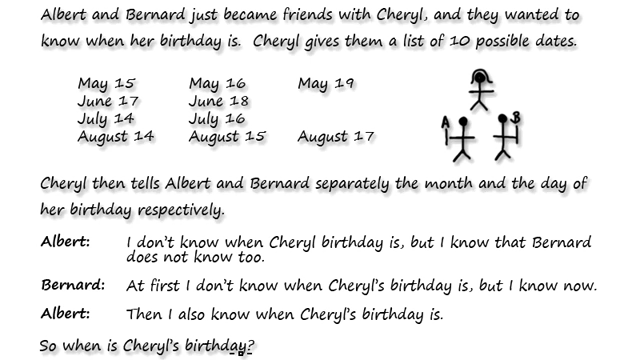 Albert and Bernard just became friends with Cheryl, and they wanted to
know when her birthday is. Cheryl gives them a list of 10 possible dates.
May 15 May 16 May 19
June 17 June 18
July 14 July 16
August 14 August 15 August 17
A B
Cheryl then tells Albert and Bernard separately the month and the day of
her birthday respectively.
Albert: I don't know when Cheryl birthday is, but I know that Bernard
does not know too.
Bernard: At first I don't know when Cheryl's birthday is, but I know now.
Albert: Then I also know when Cheryl's birthday is.
So when is Cheryl's birthday?